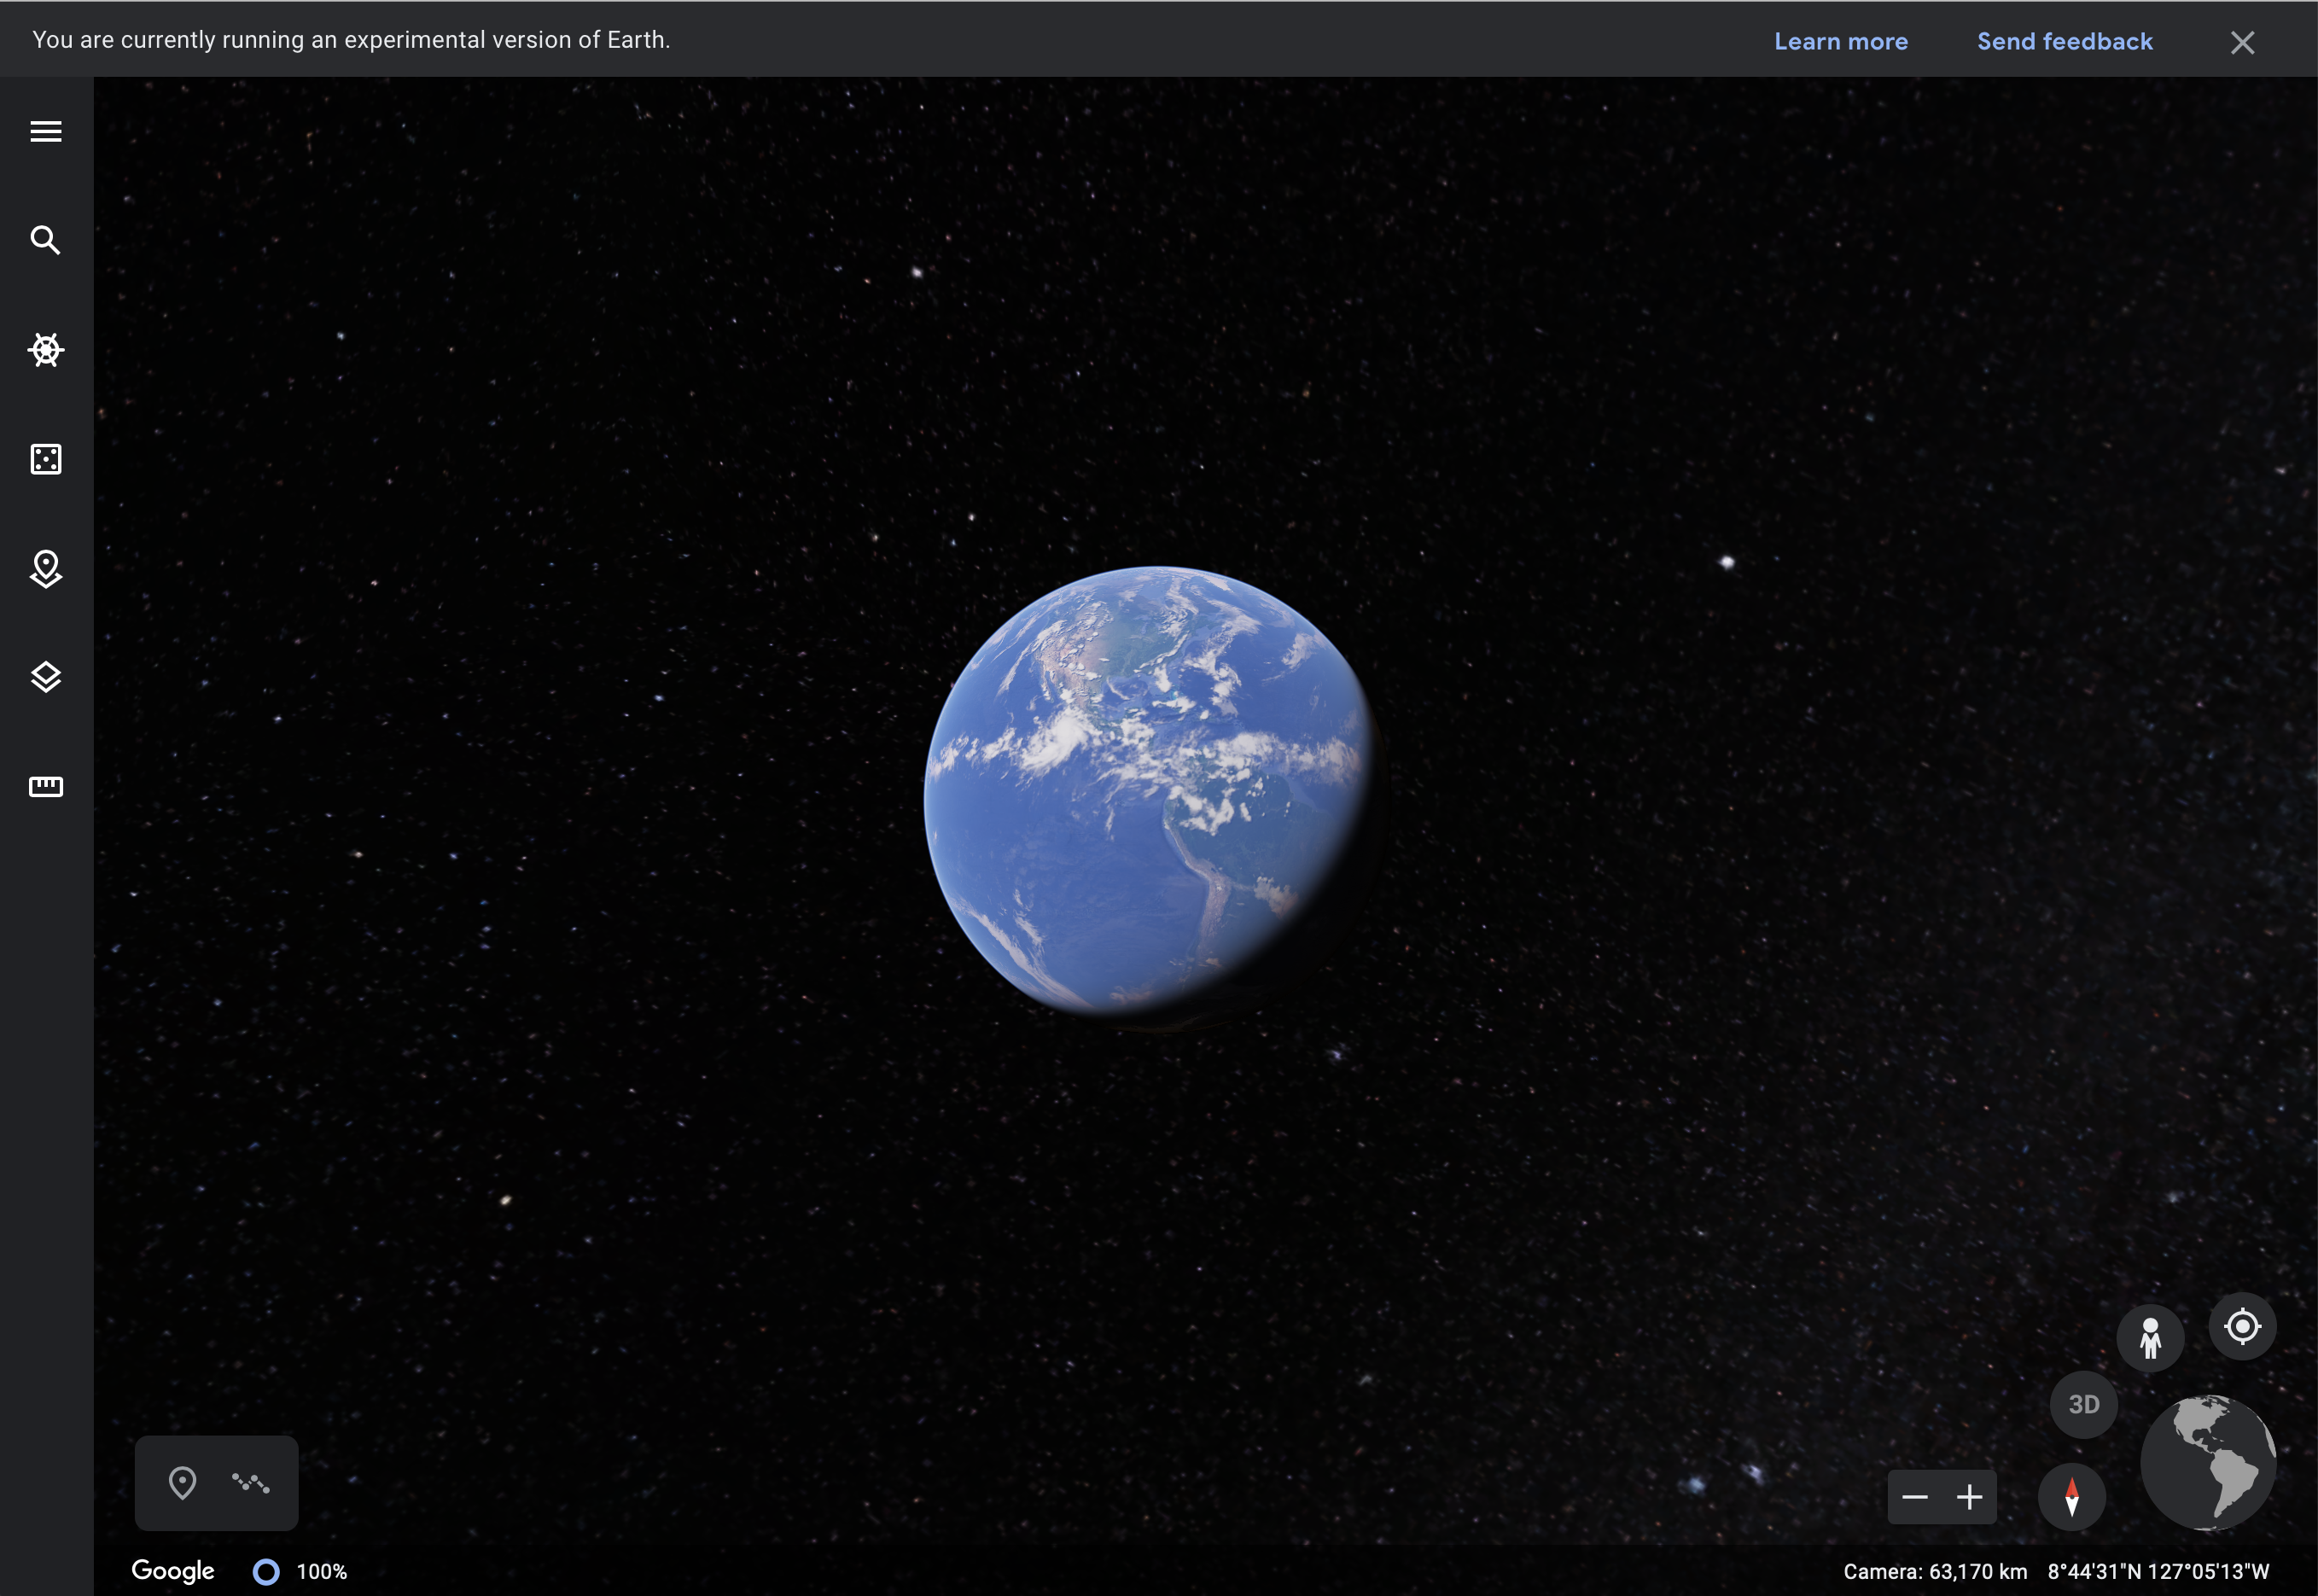 You are currently running an experimental version of Earth.
Learn more
Send feedback
3D
Google
100%
Camera: 63,170 km
8°44'31"N 127°05'13"W